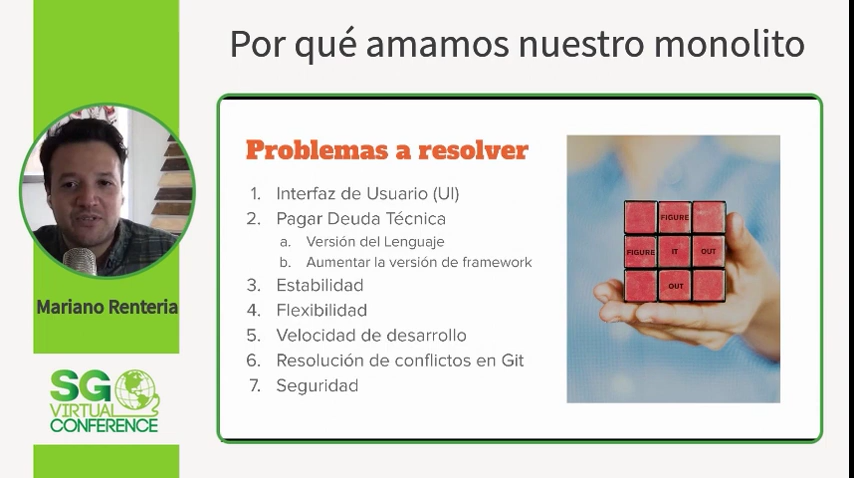 Por qué amamos nuestro monolito
Problemas a resolver
1. Interfaz de Usuario (UI)
2. Pagar Deuda Técnica
a. Versión del Lenguaje
b. Aumentar la versión de framework
3. Estabilidad
4. Flexibilidad
5. Velocidad de desarrollo
6. Resolución de conflictos en Git
7. Seguridad
FIGURE
FIGURE IT OUT
OUT
Mariano Renteria
SG
VIRTUAL
CONFERENCE